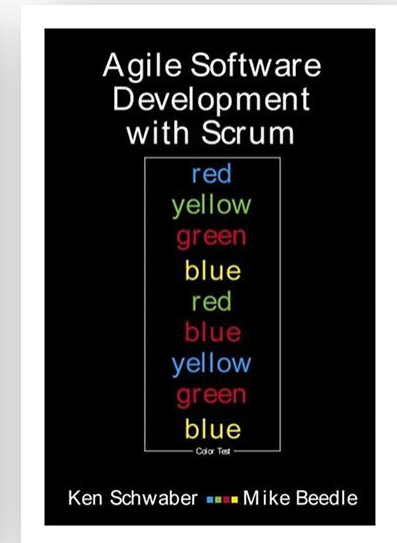 Agile Software
Development
with Scrum
red
yellow
green
blue
red
blue
yellow
green
blue
Color Test
Ken Schwaber Mike Beedle